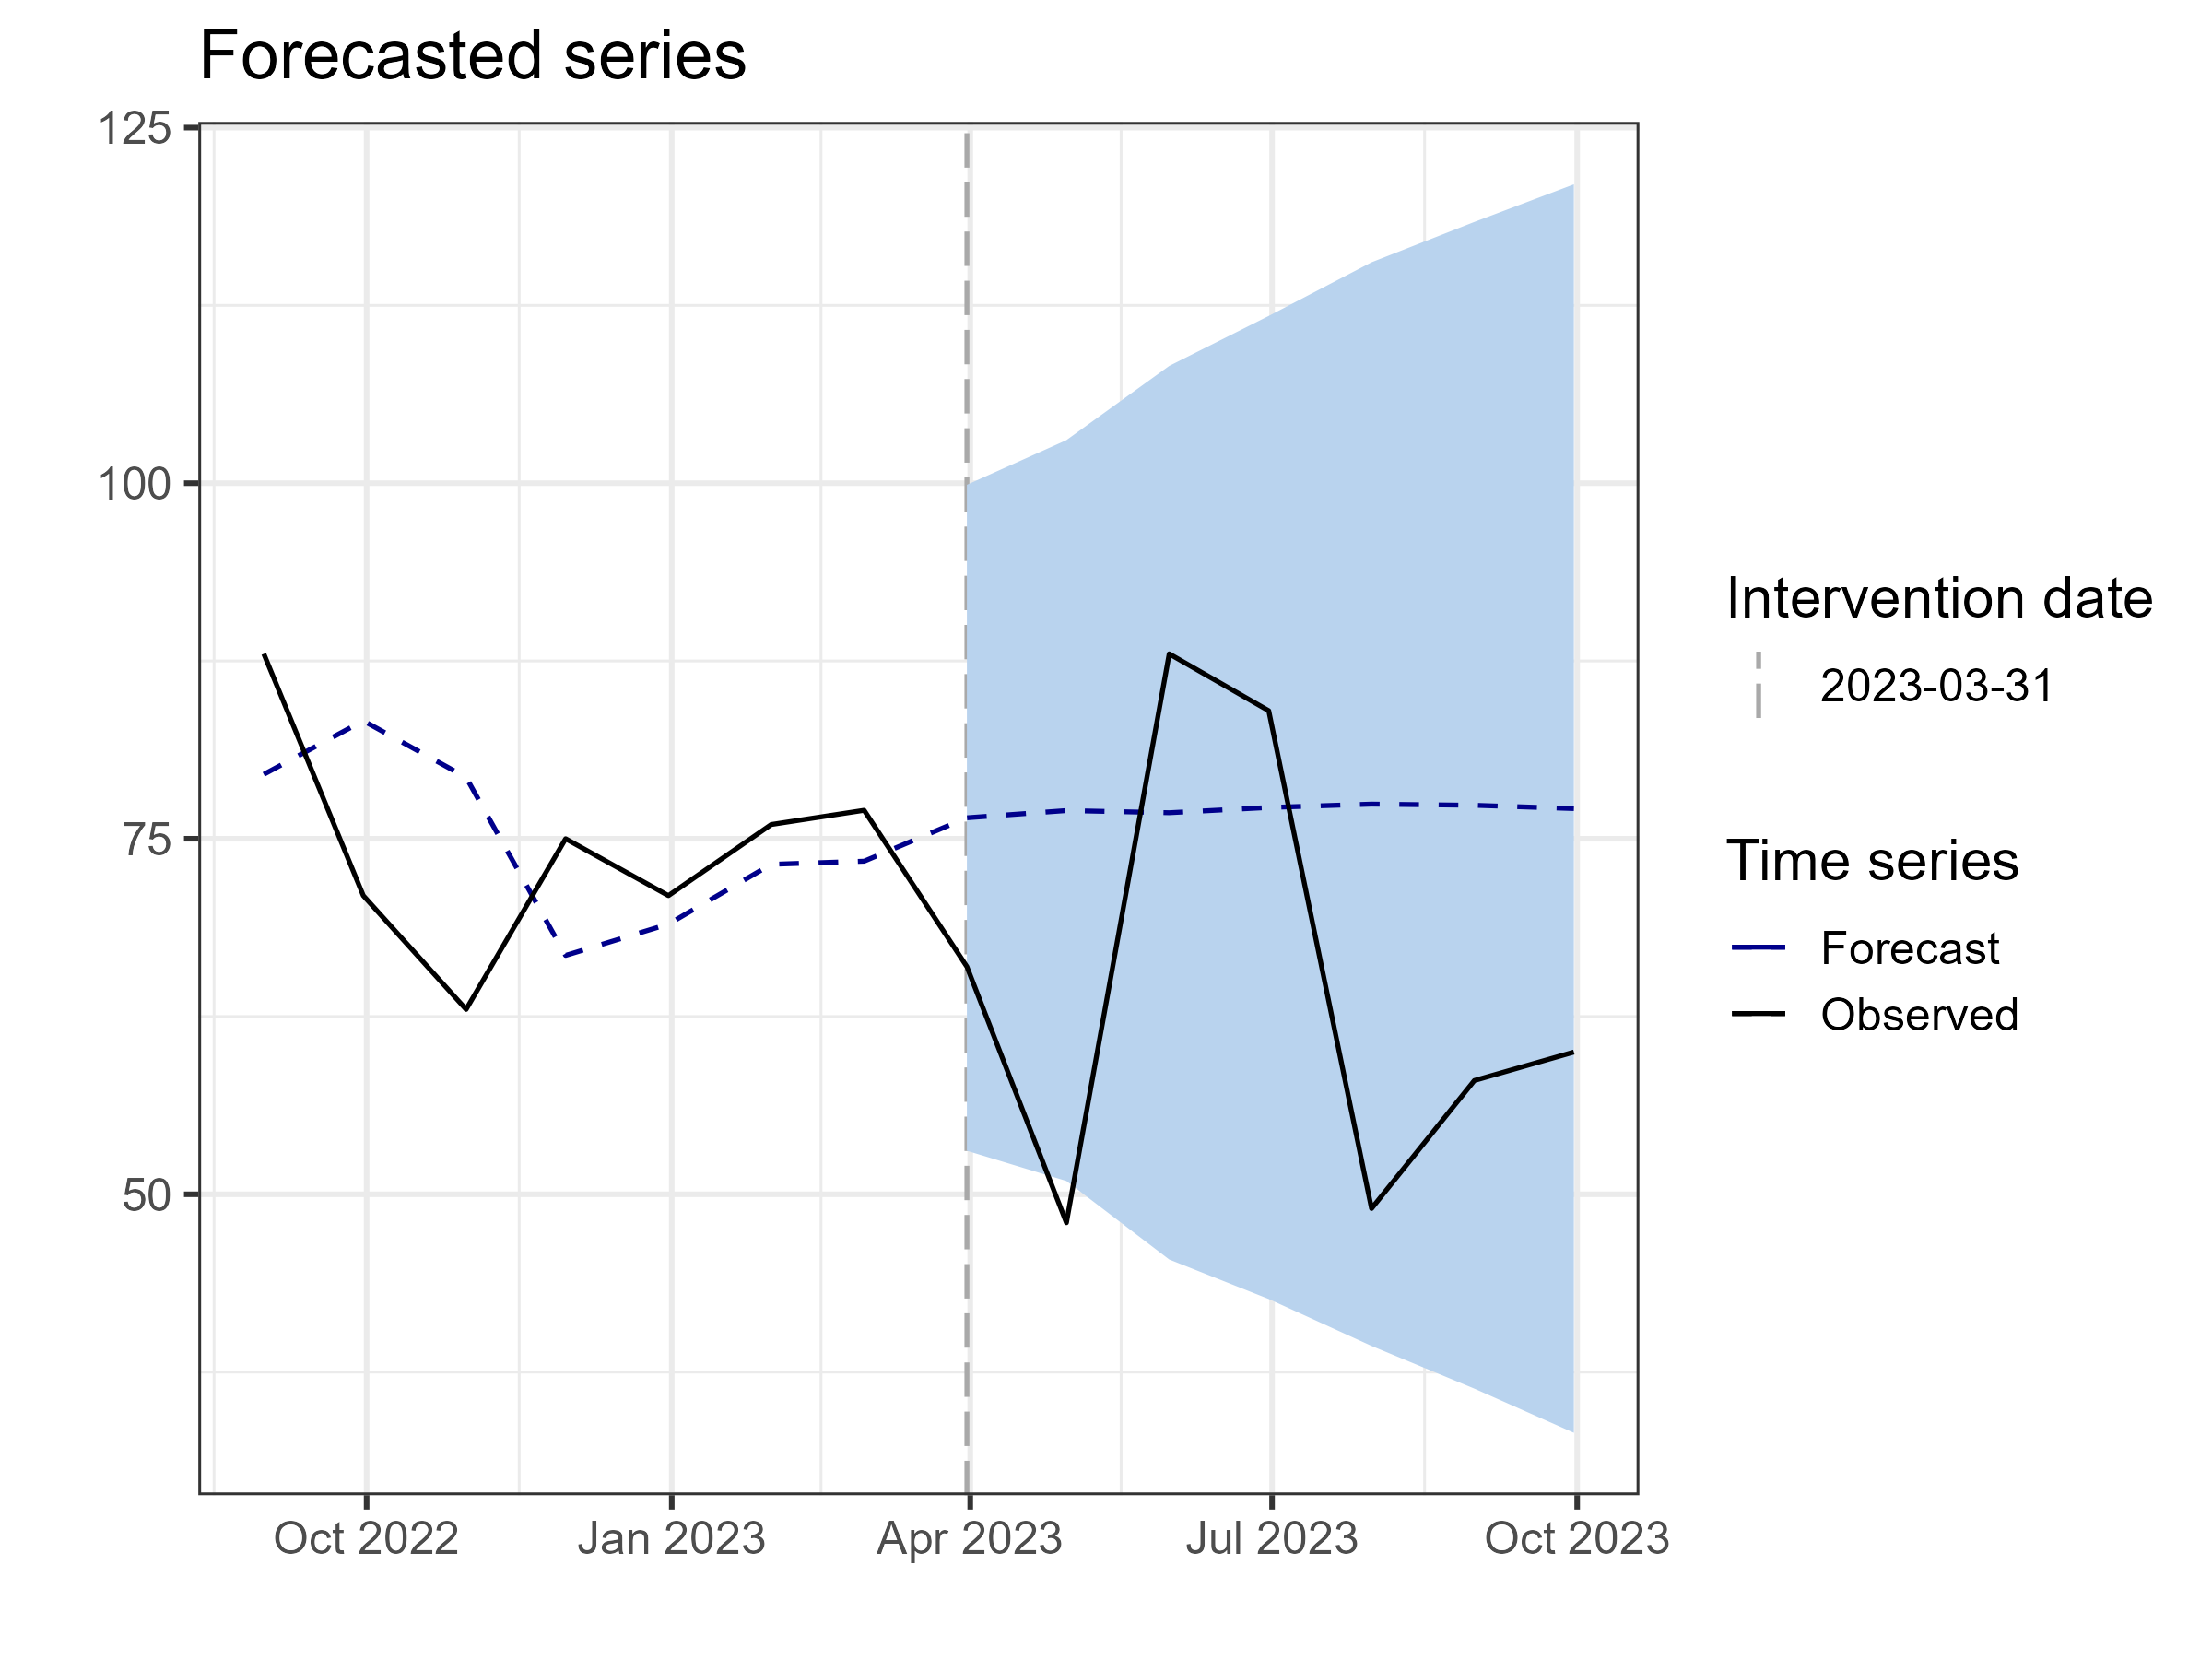 Forecasted series
125
100
75
50
Oct 2022 Jan 2023 Apr 2023 Jul 2023 Oct 2023
Intervention date
2023-03-31
Time series
Forecast
Observed